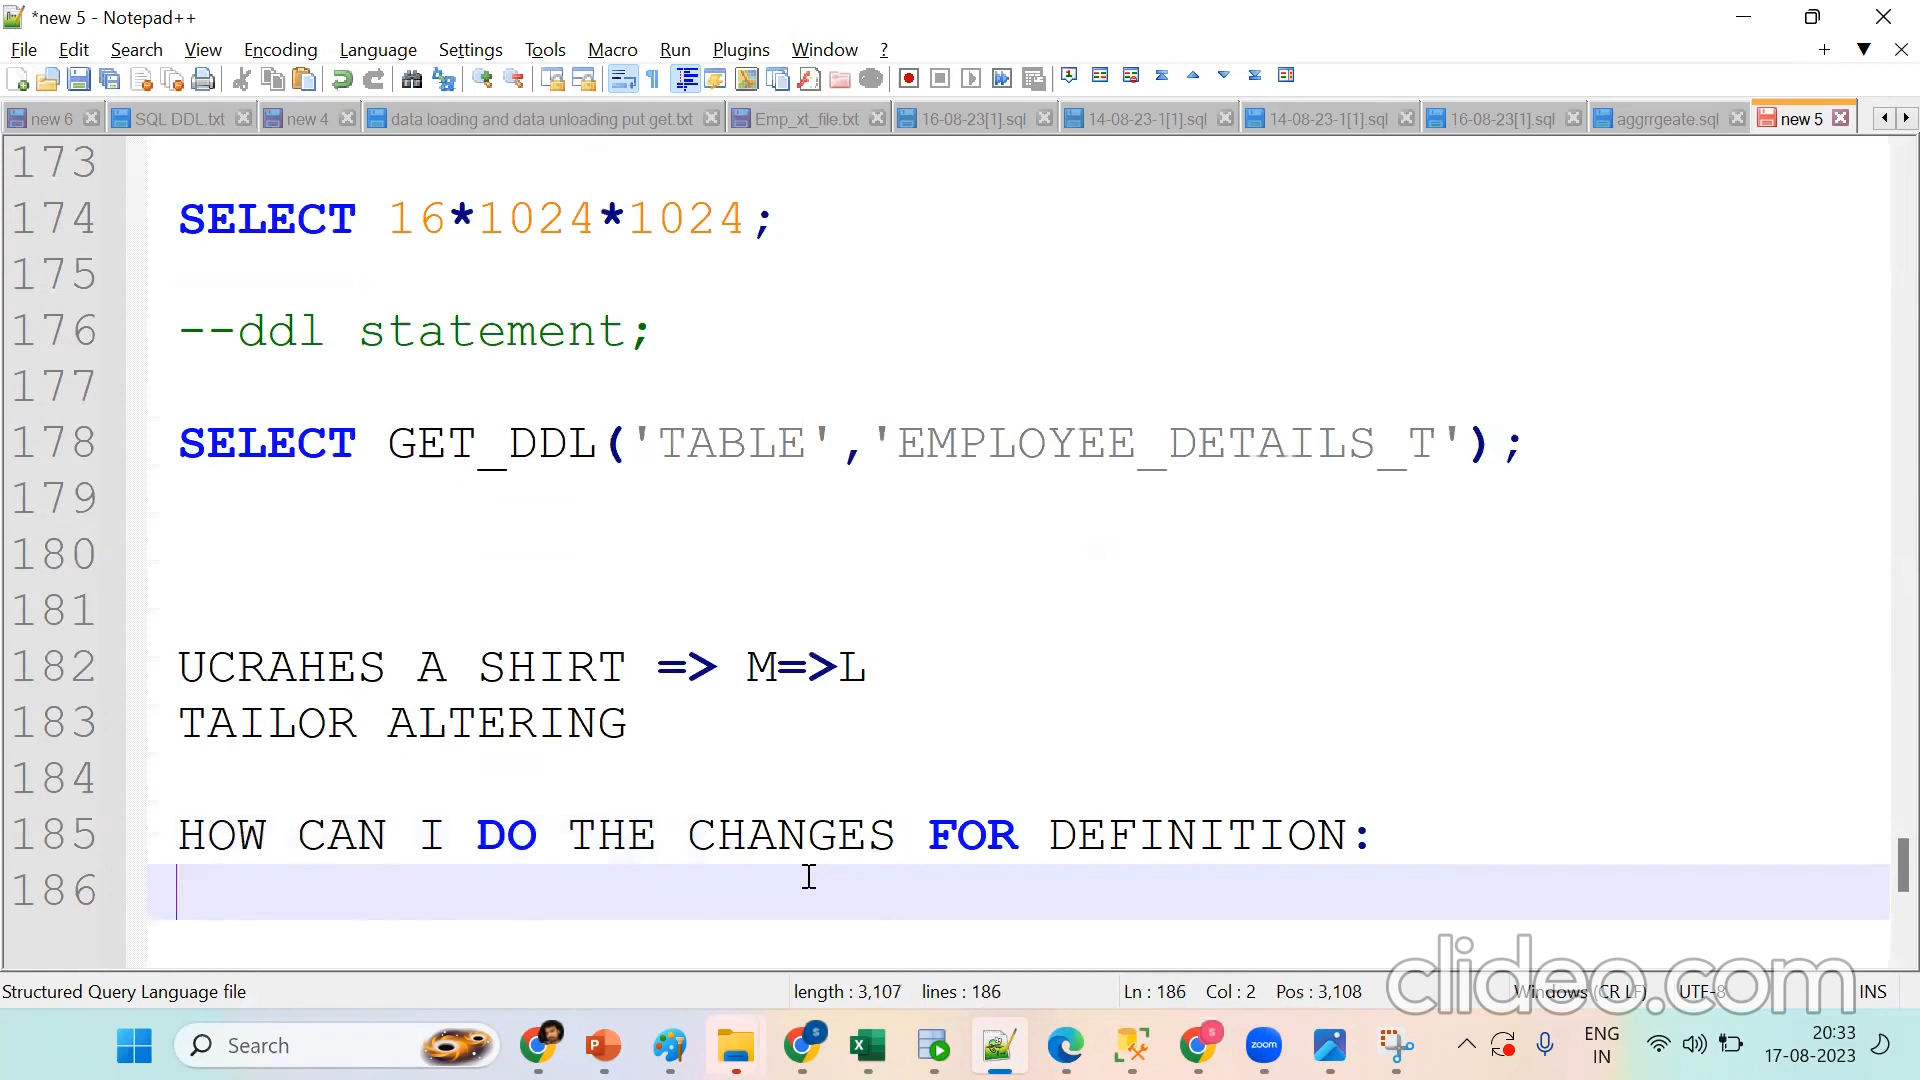 *new 5 - Notepad++
File Edit Search View Encoding Language Settings Tools Macro Run Plugins Window ?
new 6 SQL DDL.txt new 4 data loading and data unloading put get.txt Emp_xt_file.txt 16-08-23[1].sql 14-08-23-1[1].sql 14-08-23-1[1].sql 16-08-23[1].sql aggrrgeate.sql new 5
173
174 SELECT 16*1024*1024;
175
176 --ddl statement;
177
178 SELECT GET_DDL('TABLE','EMPLOYEE_DETAILS_T');
179
180
181
182 UCRAHES A SHIRT => M=>L
183 TAILOR ALTERING
184
185 HOW CAN I DO THE CHANGES FOR DEFINITION:
186
clideo.com
Structured Query Language file length : 3,107 lines : 186 Ln : 186 Col : 2 Pos : 3,108 Windows (CR LF) UTF-8 INS
Search zoom ENG IN 20:33 17-08-2023